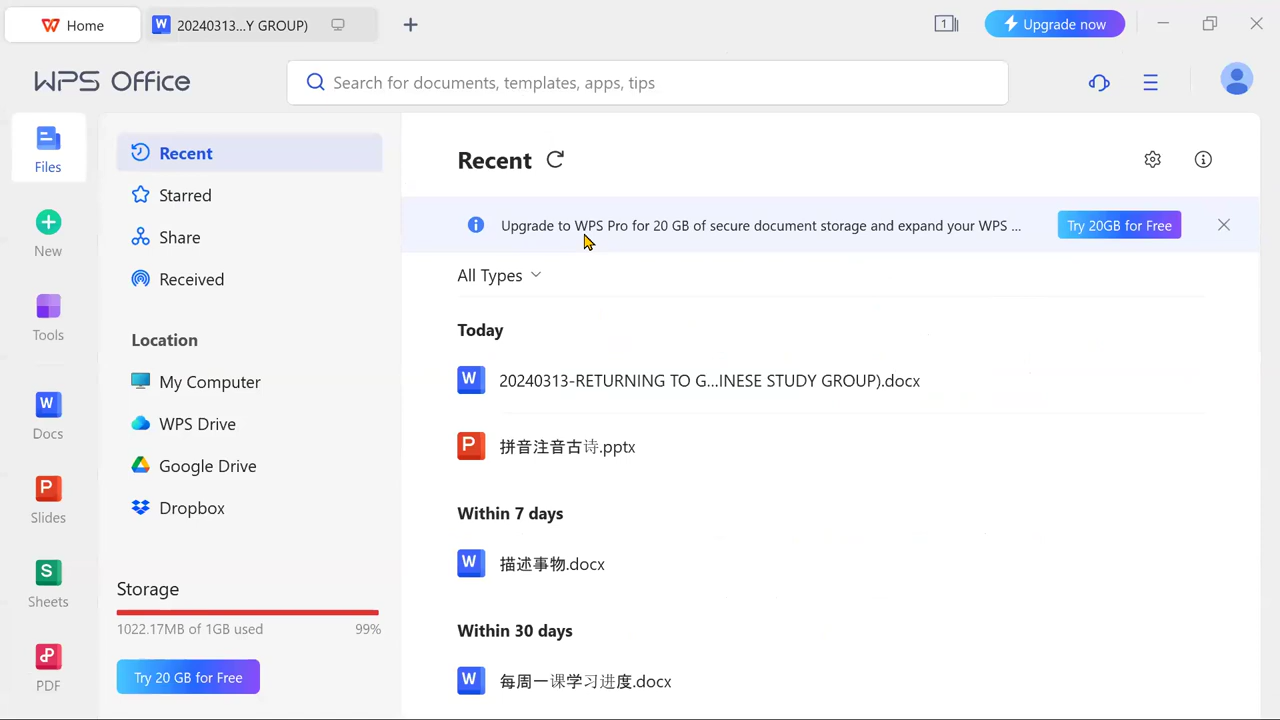 Home
W 20240313...Y GROUP)
1
Upgrade now
WPS Office
Search for documents, templates, apps, tips
Files
New
Tools
W
Docs
P
Slides
S
Sheets
PDF
Recent
Starred
Share
Received
Location
My Computer
WPS Drive
Google Drive
Dropbox
Storage
1022.17MB of 1GB used 99%
Try 20 GB for Free
Recent
Upgrade to WPS Pro for 20 GB of secure document storage and expand your WPS ...
Try 20GB for Free
All Types
Today
W 20240313-RETURNING TO G...INESE STUDY GROUP).docx
P 拼音注音古诗.pptx
Within 7 days
W 描述事物.docx
Within 30 days
W 每周一课学习进度.docx